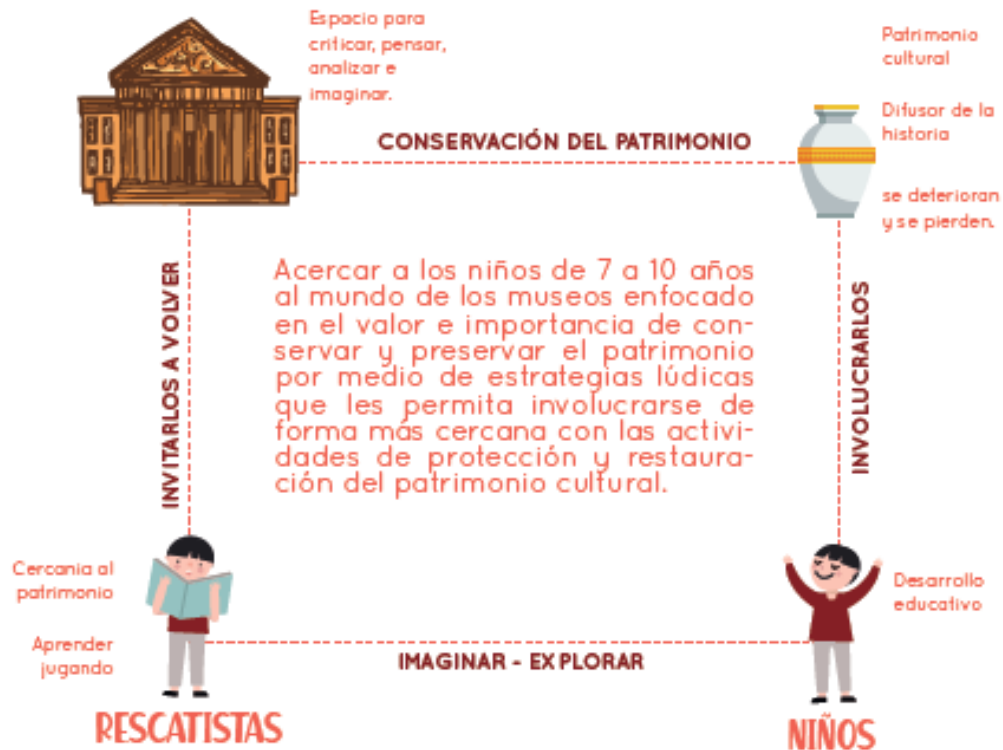 Espacio para
criticar, pensar,
analizar e
imaginar.
Patrimonio
cultural
Difusor de la
historia
se deterioran
y se pierden.
CONSERVACIÓN DEL PATRIMONIO
INVITARLOS A VOLVER
Acercar a los niños de 7 a 10 años
al mundo de los museos enfocado
en el valor e importancia de con-
servar y preservar el patrimonio
por medio de estrategias lúdicas
que les permita involucrarse de
forma más cercana con las activi-
dades de protección y restaura-
ción del patrimonio cultural.
INVOLUCRARLOS
Cercania al
patrimonio
Aprender
jugando
Desarrollo
educativo
IMAGINAR - EXPLORAR
RESCATISTAS
NIÑOS